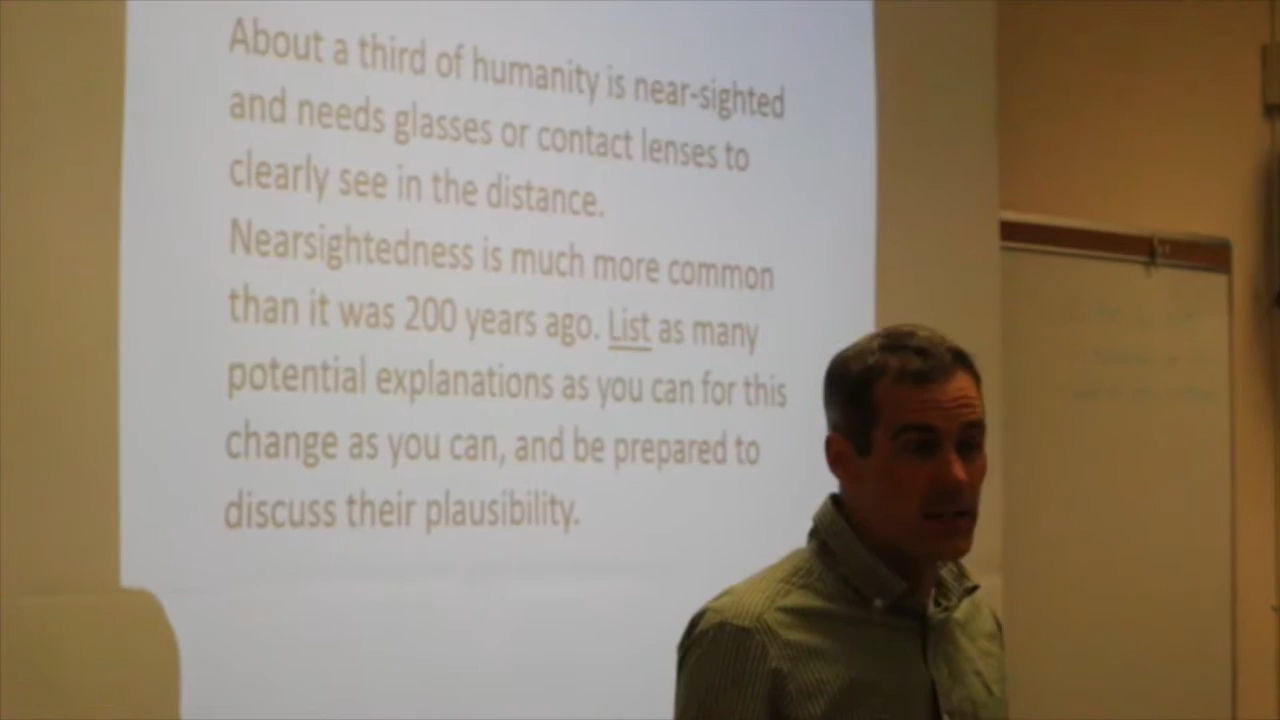 About a third of humanity is near-sighted
and needs glasses or contact lenses to
clearly see in the distance.
Nearsightedness is much more common
than it was 200 years ago. List as many
potential explanations as you can for this
change as you can, and be prepared to
discuss their plausibility.